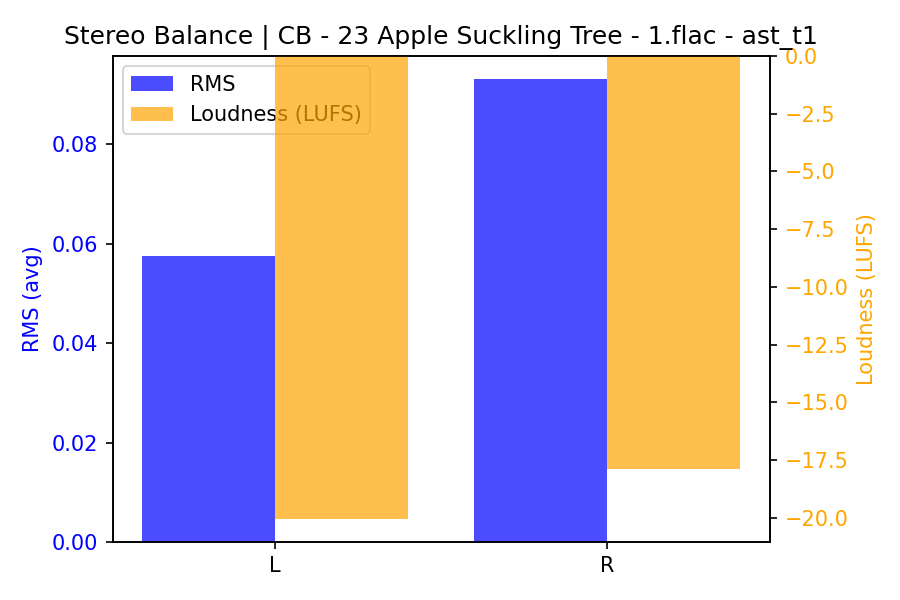 Stereo Balance | CB - 23 Apple Suckling Tree - 1.flac - ast_t1
RMS
Loudness (LUFS)
0.08
0.06
0.04
0.02
0.00
RMS (avg)
L
R
0.0
−2.5
−5.0
−7.5
−10.0
−12.5
−15.0
−17.5
−20.0
Loudness (LUFS)